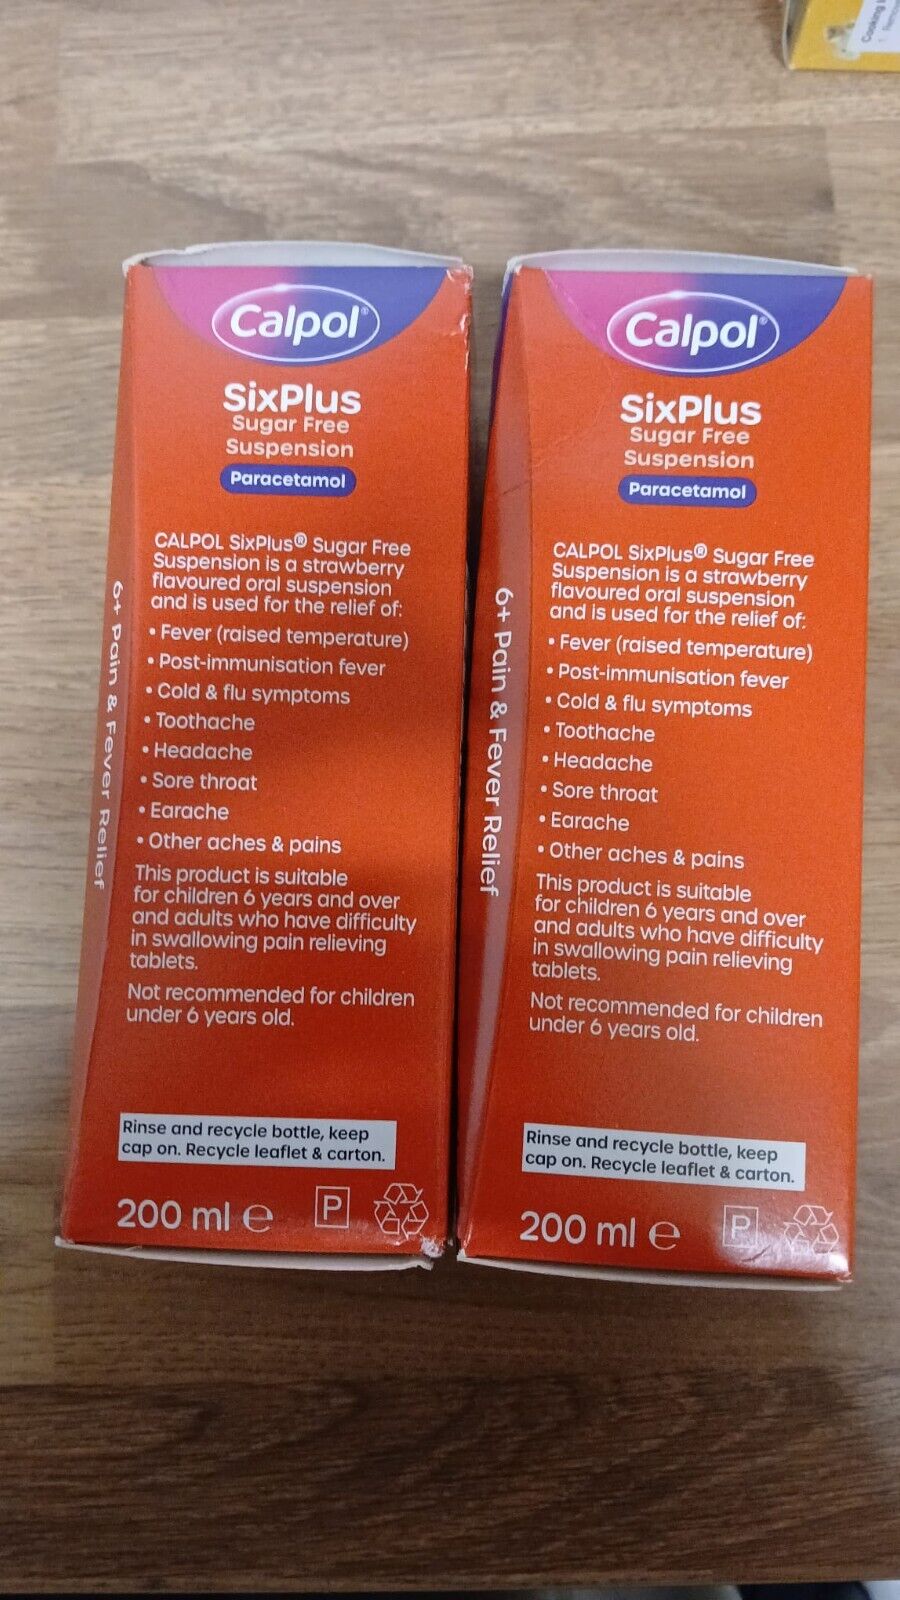 Cooking
Calpol®
SixPlus
Sugar Free
Suspension
Paracetamol
CALPOL SixPlus® Sugar Free
Suspension is a strawberry
flavoured oral suspension
and is used for the relief of:
• Fever (raised temperature)
• Post-immunisation fever
• Cold & flu symptoms
• Toothache
• Headache
• Sore throat
• Earache
• Other aches & pains
This product is suitable
for children 6 years and over
and adults who have difficulty
in swallowing pain relieving
tablets.
Not recommended for children
under 6 years old.
Rinse and recycle bottle, keep
cap on. Recycle leaflet & carton.
200 ml e
P
6+ Pain & Fever Relief
Calpol®
SixPlus
Sugar Free
Suspension
Paracetamol
CALPOL SixPlus® Sugar Free
Suspension is a strawberry
flavoured oral suspension
and is used for the relief of:
• Fever (raised temperature)
• Post-immunisation fever
• Cold & flu symptoms
• Toothache
• Headache
• Sore throat
• Earache
• Other aches & pains
This product is suitable
for children 6 years and over
and adults who have difficulty
in swallowing pain relieving
tablets.
Not recommended for children
under 6 years old.
Rinse and recycle bottle, keep
cap on. Recycle leaflet & carton.
200 ml e
P
6+ Pain & Fever Relief